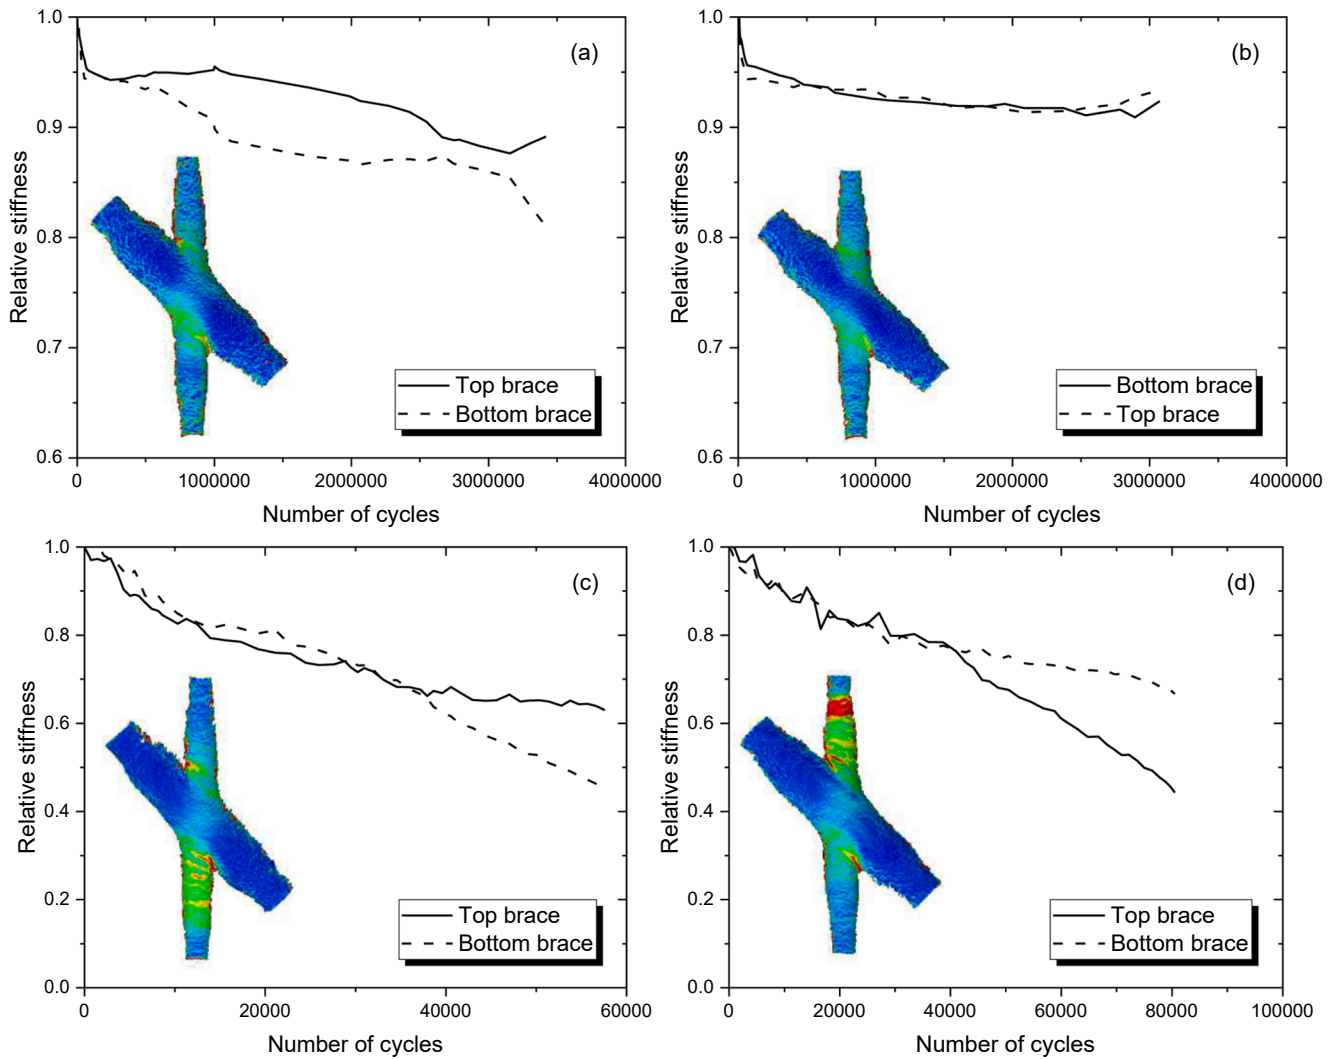 1.0
0.9
0.8
0.7
0.6
Relative stiffness
(a)
Top brace
Bottom brace
0
1000000
2000000
3000000
4000000
Number of cycles
1.0
0.9
0.8
0.7
0.6
Relative stiffness
(b)
Bottom brace
Top brace
0
1000000
2000000
3000000
4000000
Number of cycles
1.0
0.8
0.6
0.4
0.2
0.0
Relative stiffness
(c)
Top brace
Bottom brace
0
20000
40000
60000
Number of cycles
1.0
0.8
0.6
0.4
0.2
0.0
Relative stiffness
(d)
Top brace
Bottom brace
0
20000
40000
60000
80000
100000
Number of cycles